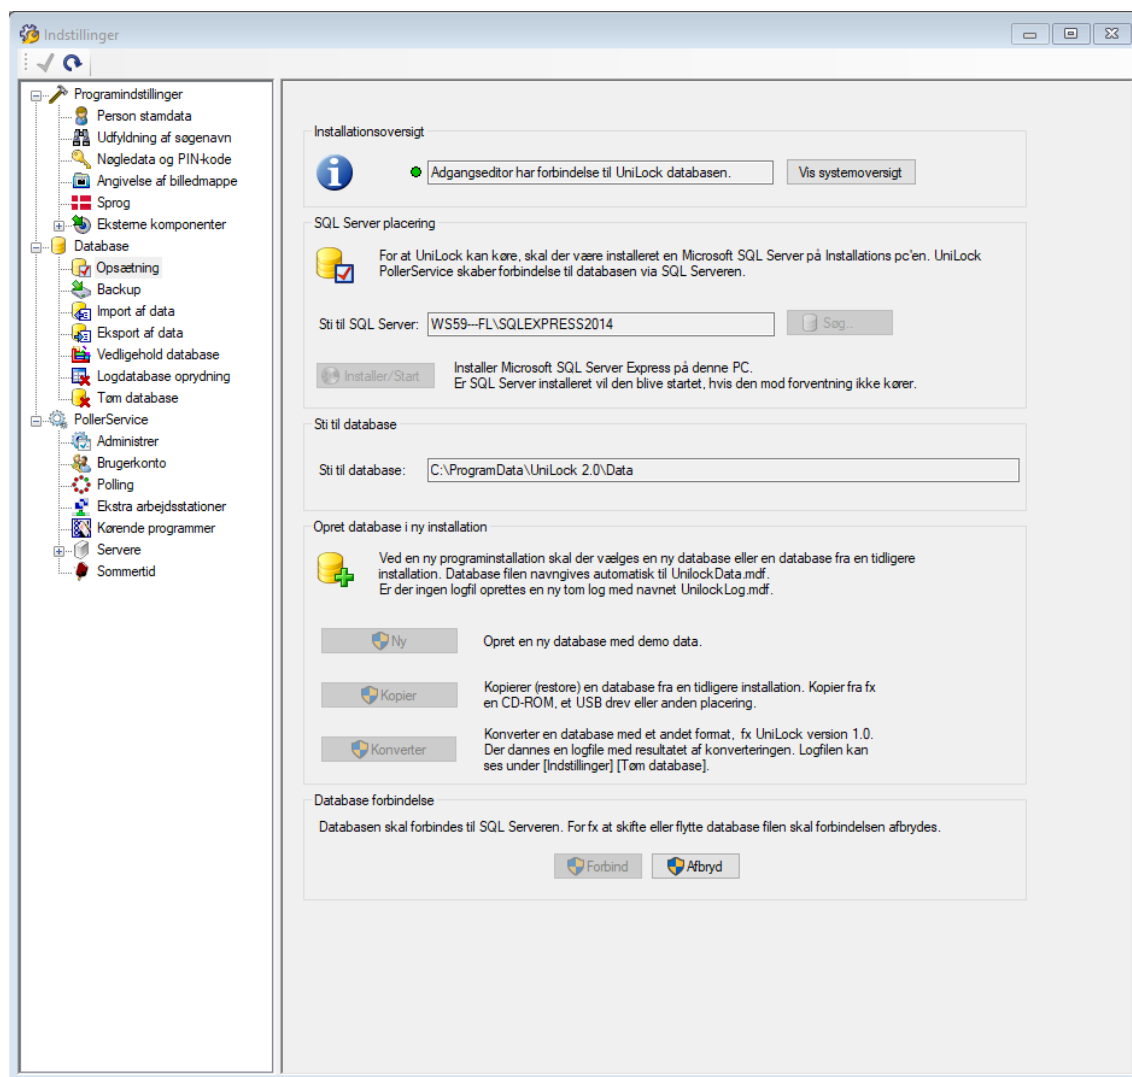 Indstillinger
Programindstillinger
Person stamdata
Udfyldning af søgenavn
Nøgledata og PIN-kode
Angivelse af billedmappe
Sprog
Eksterne komponenter
Database
Opsætning
Backup
Import af data
Eksport af data
Vedligehold database
Logdatabase oprydning
Tøm database
PollerService
Administrer
Brugerkonto
Polling
Ekstra arbejdsstationer
Kørende programmer
Servere
Sommertid
Installationsoversigt
Adgangseditor har forbindelse til UniLock databasen.
Vis systemoversigt
SQL Server placering
For at UniLock kan køre, skal der være installeret en Microsoft SQL Server på Installations pc'en. UniLock
PollerService skaber forbindelse til databasen via SQL Serveren.
Sti til SQL Server: WS59---FL\SQLEXPRESS2014
Søg..
Installer/Start
Installer Microsoft SQL Server Express på denne PC.
Er SQL Server installeret vil den blive startet, hvis den mod forventning ikke kører.
Sti til database
Sti til database: C:\ProgramData\UniLock 2.0\Data
Opret database i ny installation
Ved en ny programinstallation skal der vælges en ny database eller en database fra en tidligere
installation. Database filen navngives automatisk til UnilockData.mdf.
Er der ingen logfil oprettes en ny tom log med navnet UnilockLog.mdf.
Ny
Opret en ny database med demo data.
Kopier
Kopierer (restore) en database fra en tidligere installation. Kopier fra fx
en CD-ROM, et USB drev eller anden placering.
Konverter
Konverter en database med et andet format, fx UniLock version 1.0.
Der dannes en logfile med resultatet af konverteringen. Logfilen kan
ses under [Indstillinger] [Tøm database].
Database forbindelse
Databasen skal forbindes til SQL Serveren. For fx at skifte eller flytte database filen skal forbindelsen afbrydes.
Forbind
Afbryd